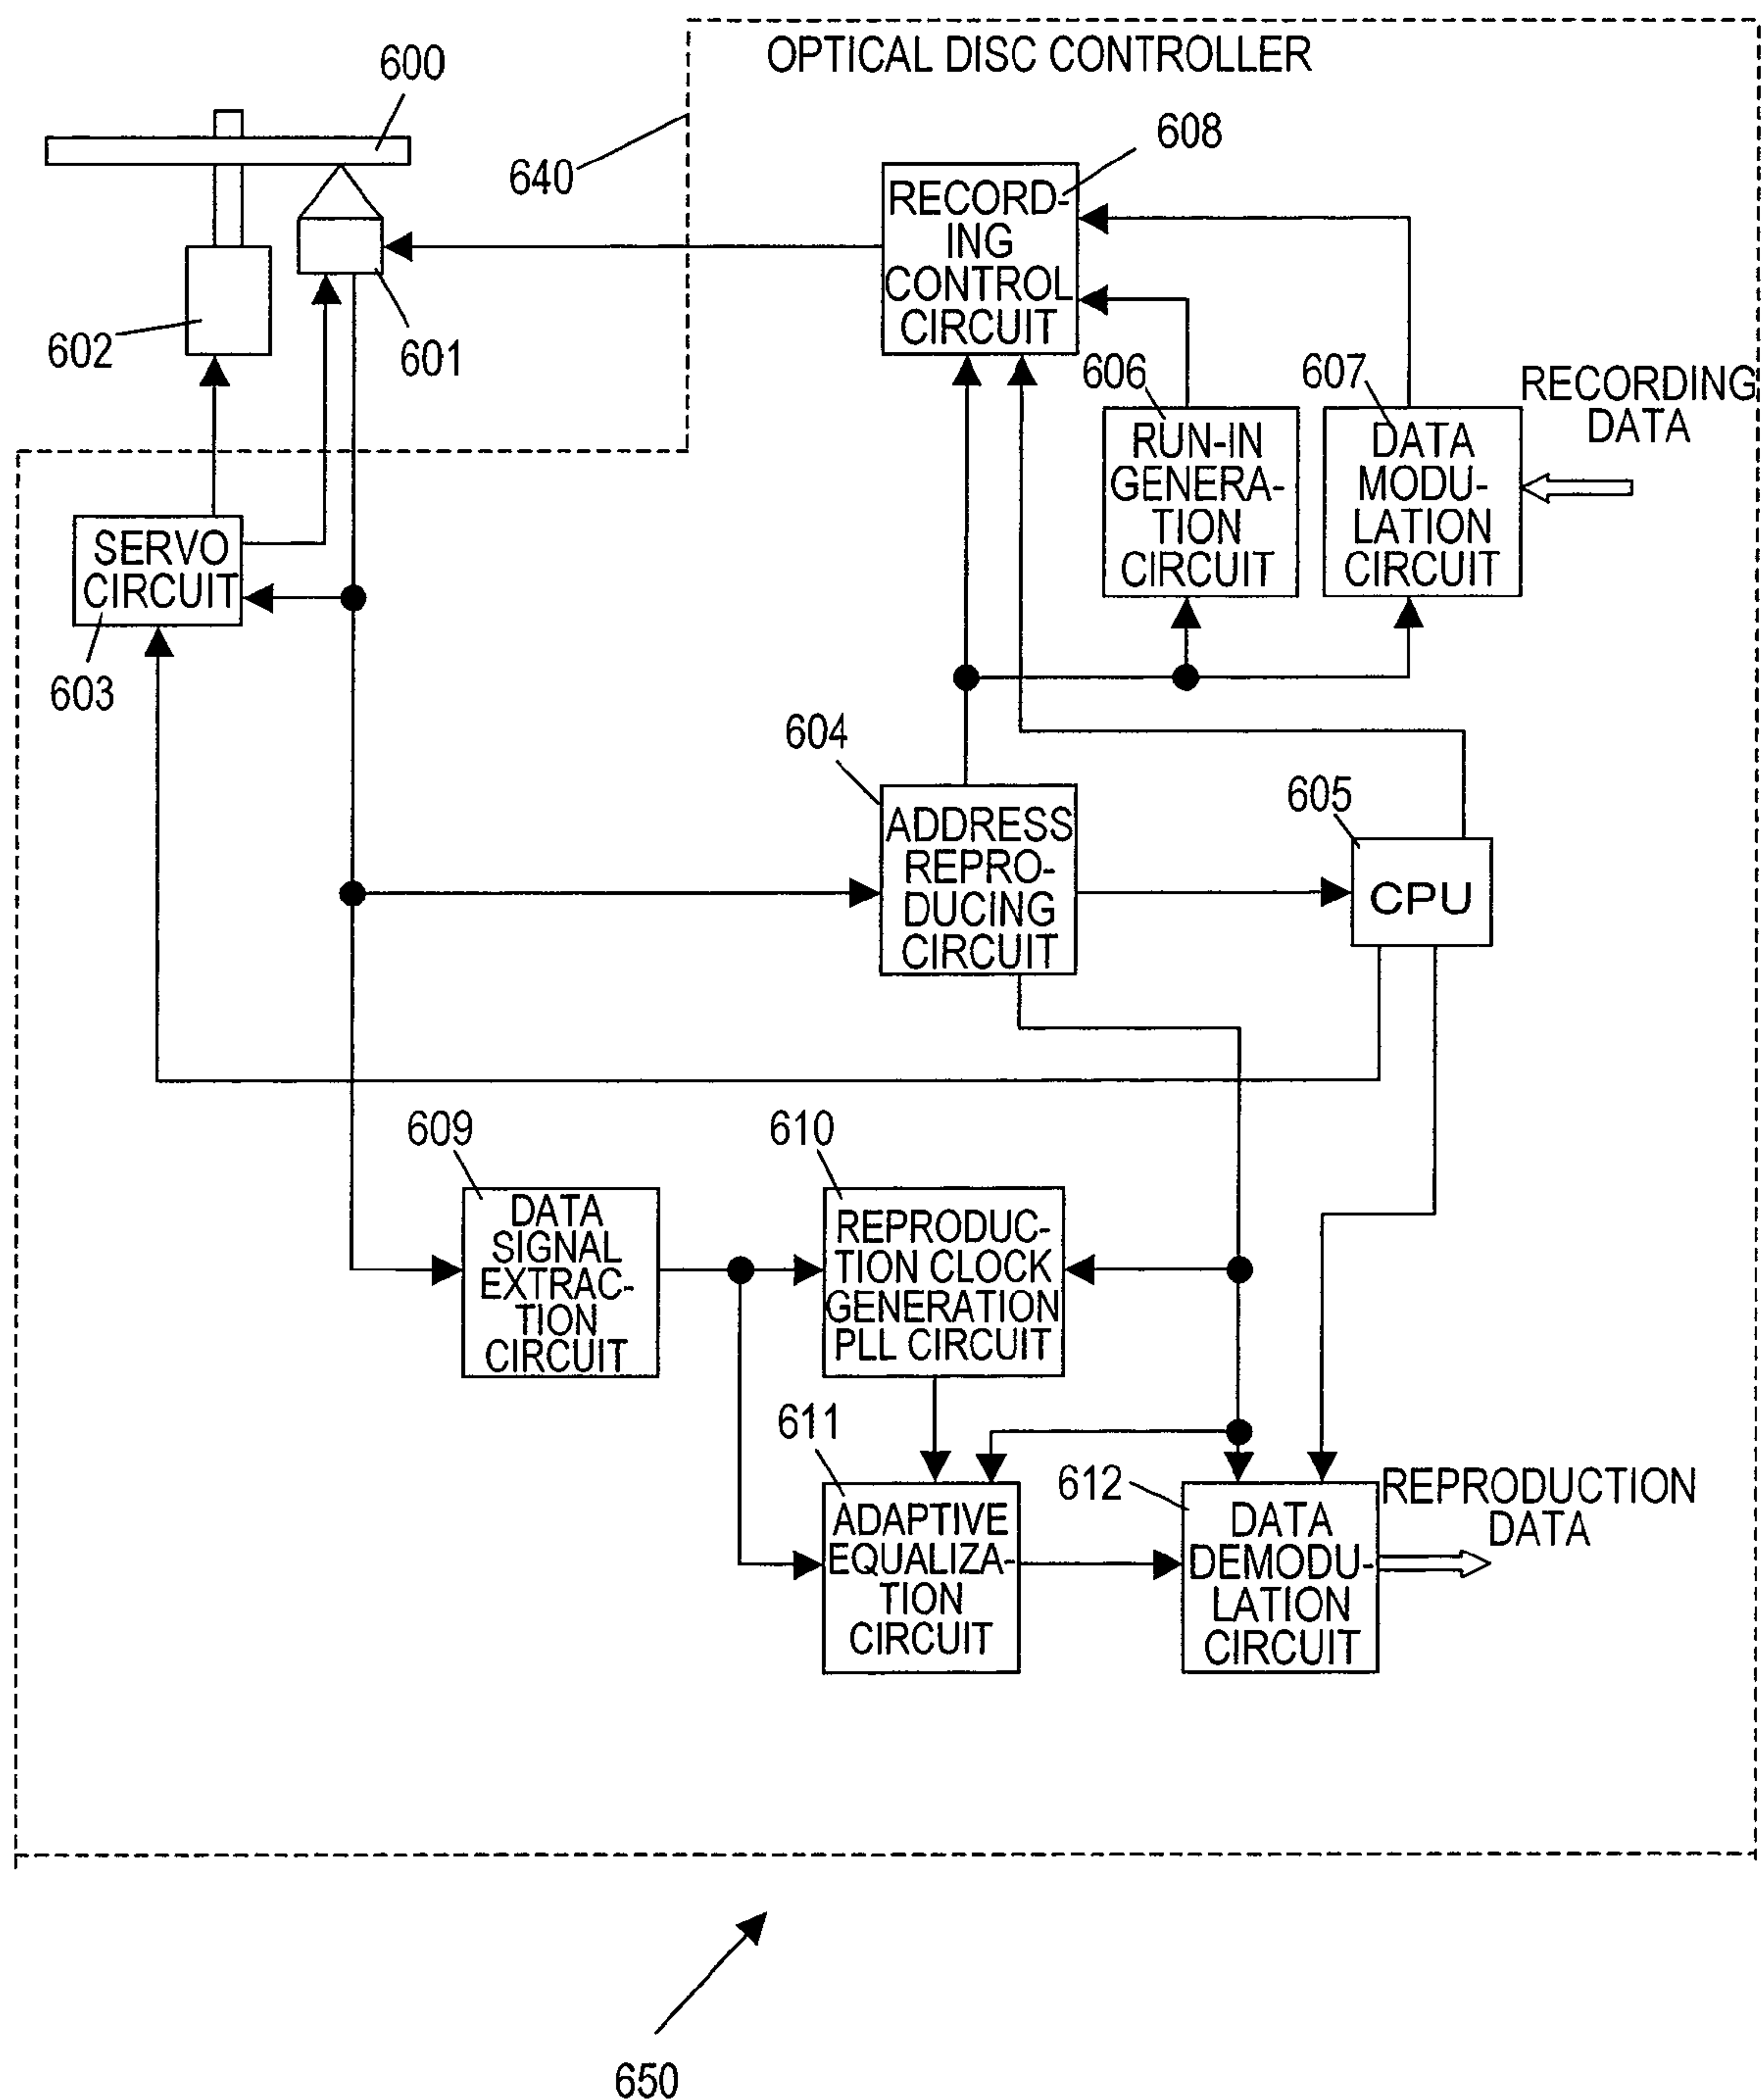 OPTICAL DISC CONTROLLER
600
640
608
RECORD-
ING
CONTROL
CIRCUIT
602
601
606
607
RECORDING
DATA
RUN-IN
GENERA-
TION
CIRCUIT
DATA
MODU-
LATION
CIRCUIT
SERVO
CIRCUIT
603
604
605
ADDRESS
REPRO-
DUCING
CIRCUIT
CPU
609
610
DATA
SIGNAL
EXTRAC-
TION
CIRCUIT
REPRODUC-
TION CLOCK
GENERATION
PLL CIRCUIT
611
612
REPRODUCTION
DATA
ADAPTIVE
EQUALIZA-
TION
CIRCUIT
DATA
DEMODU-
LATION
CIRCUIT
650